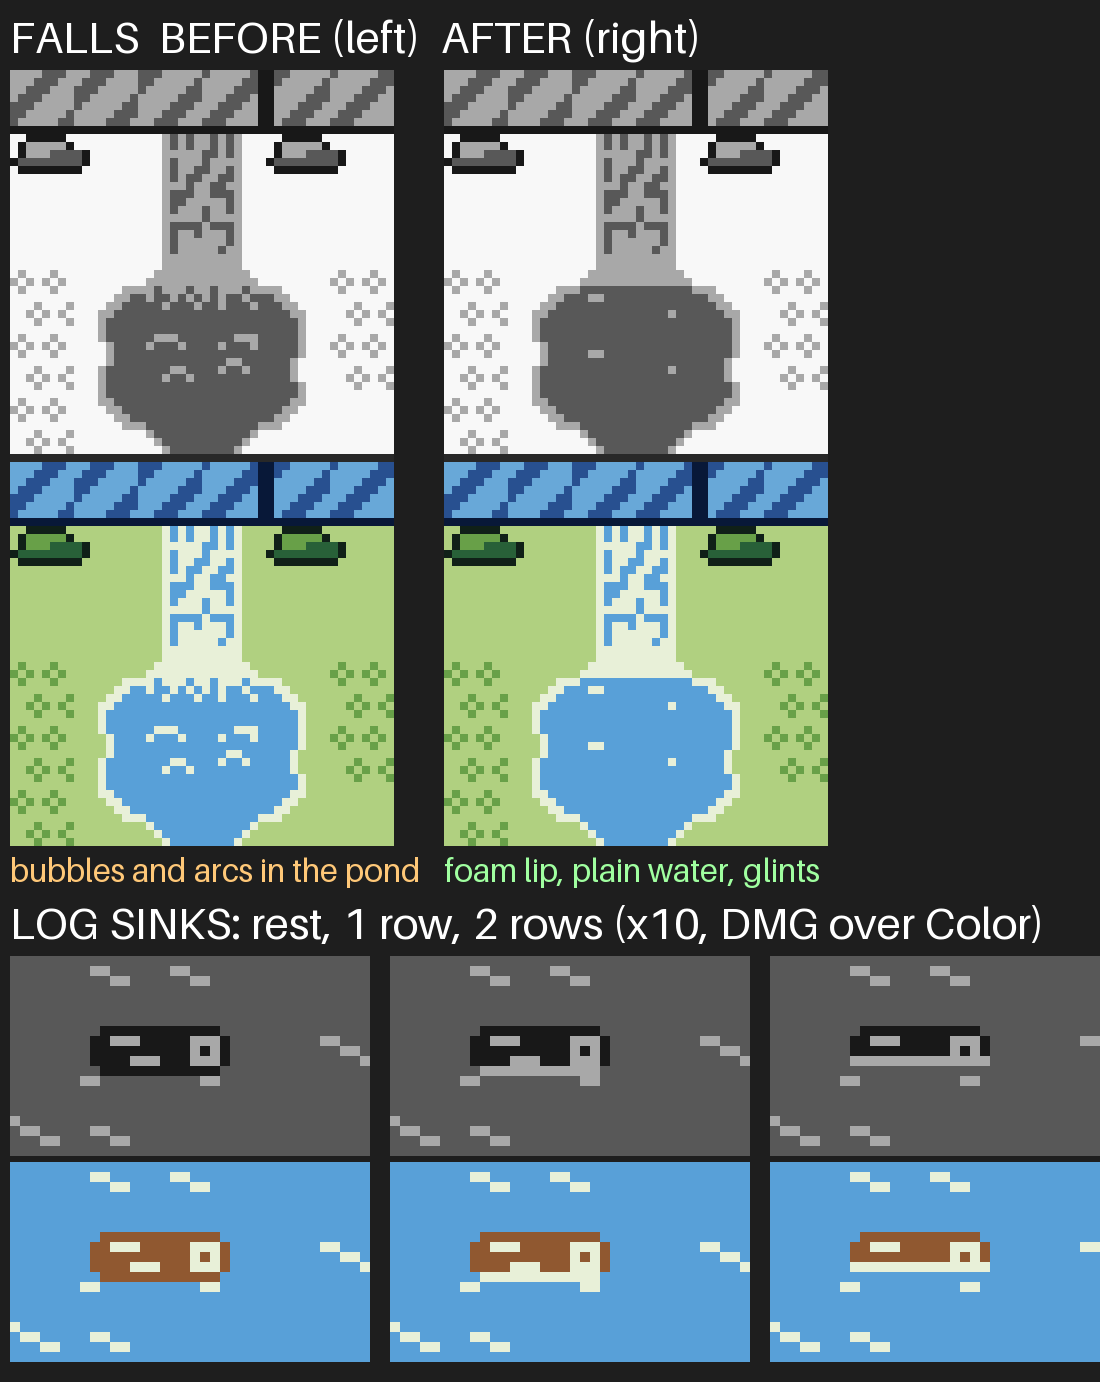 FALLS BEFORE (left) AFTER (right)
bubbles and arcs in the pond foam lip, plain water, glints
LOG SINKS: rest, 1 row, 2 rows (x10, DMG over Color)